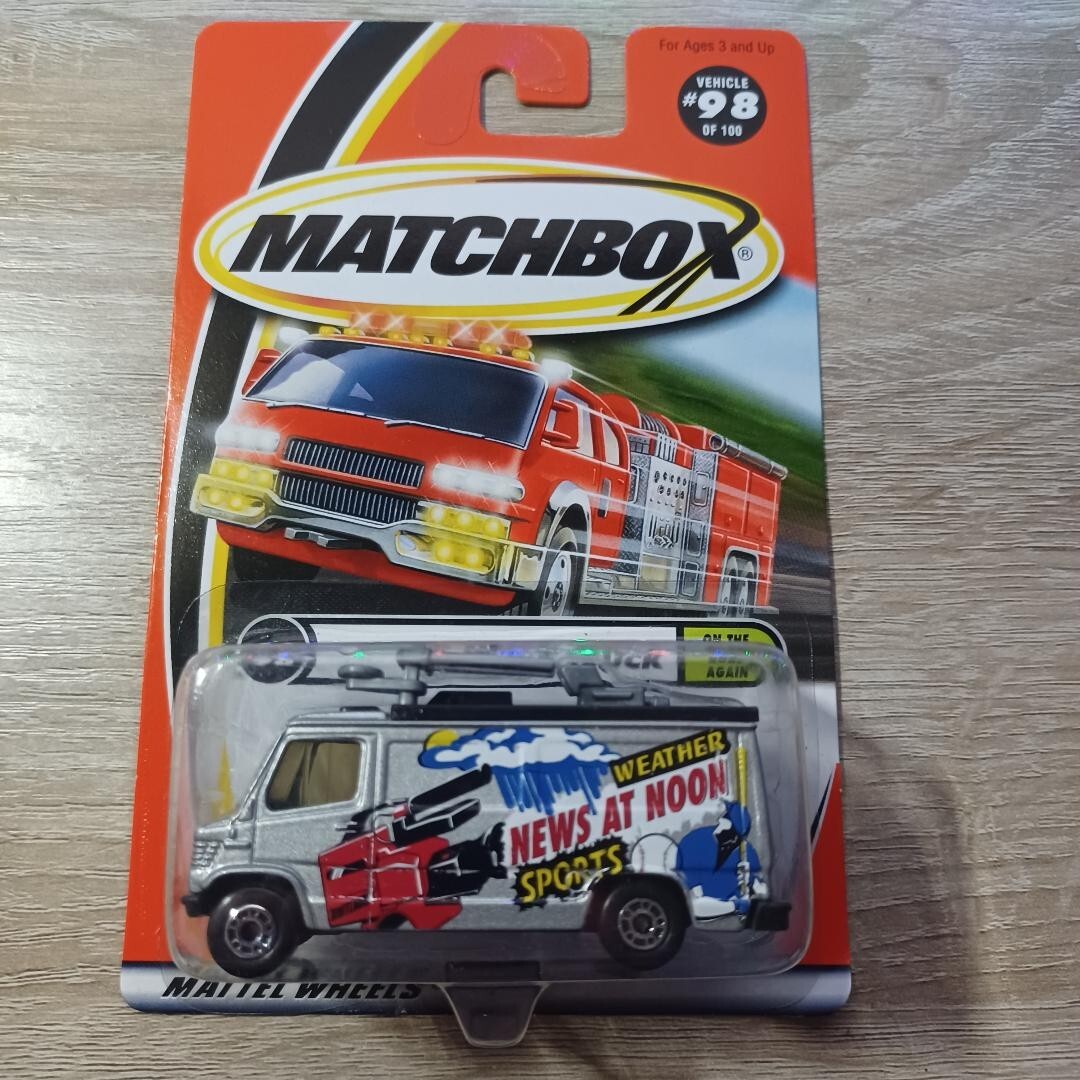 For Ages 3 and Up
VEHICLE
#98
OF 100
MATCHBOX®
ON THE
AGAIN
WEATHER
NEWS AT NOON
SPORTS
MATTEL WHEELS